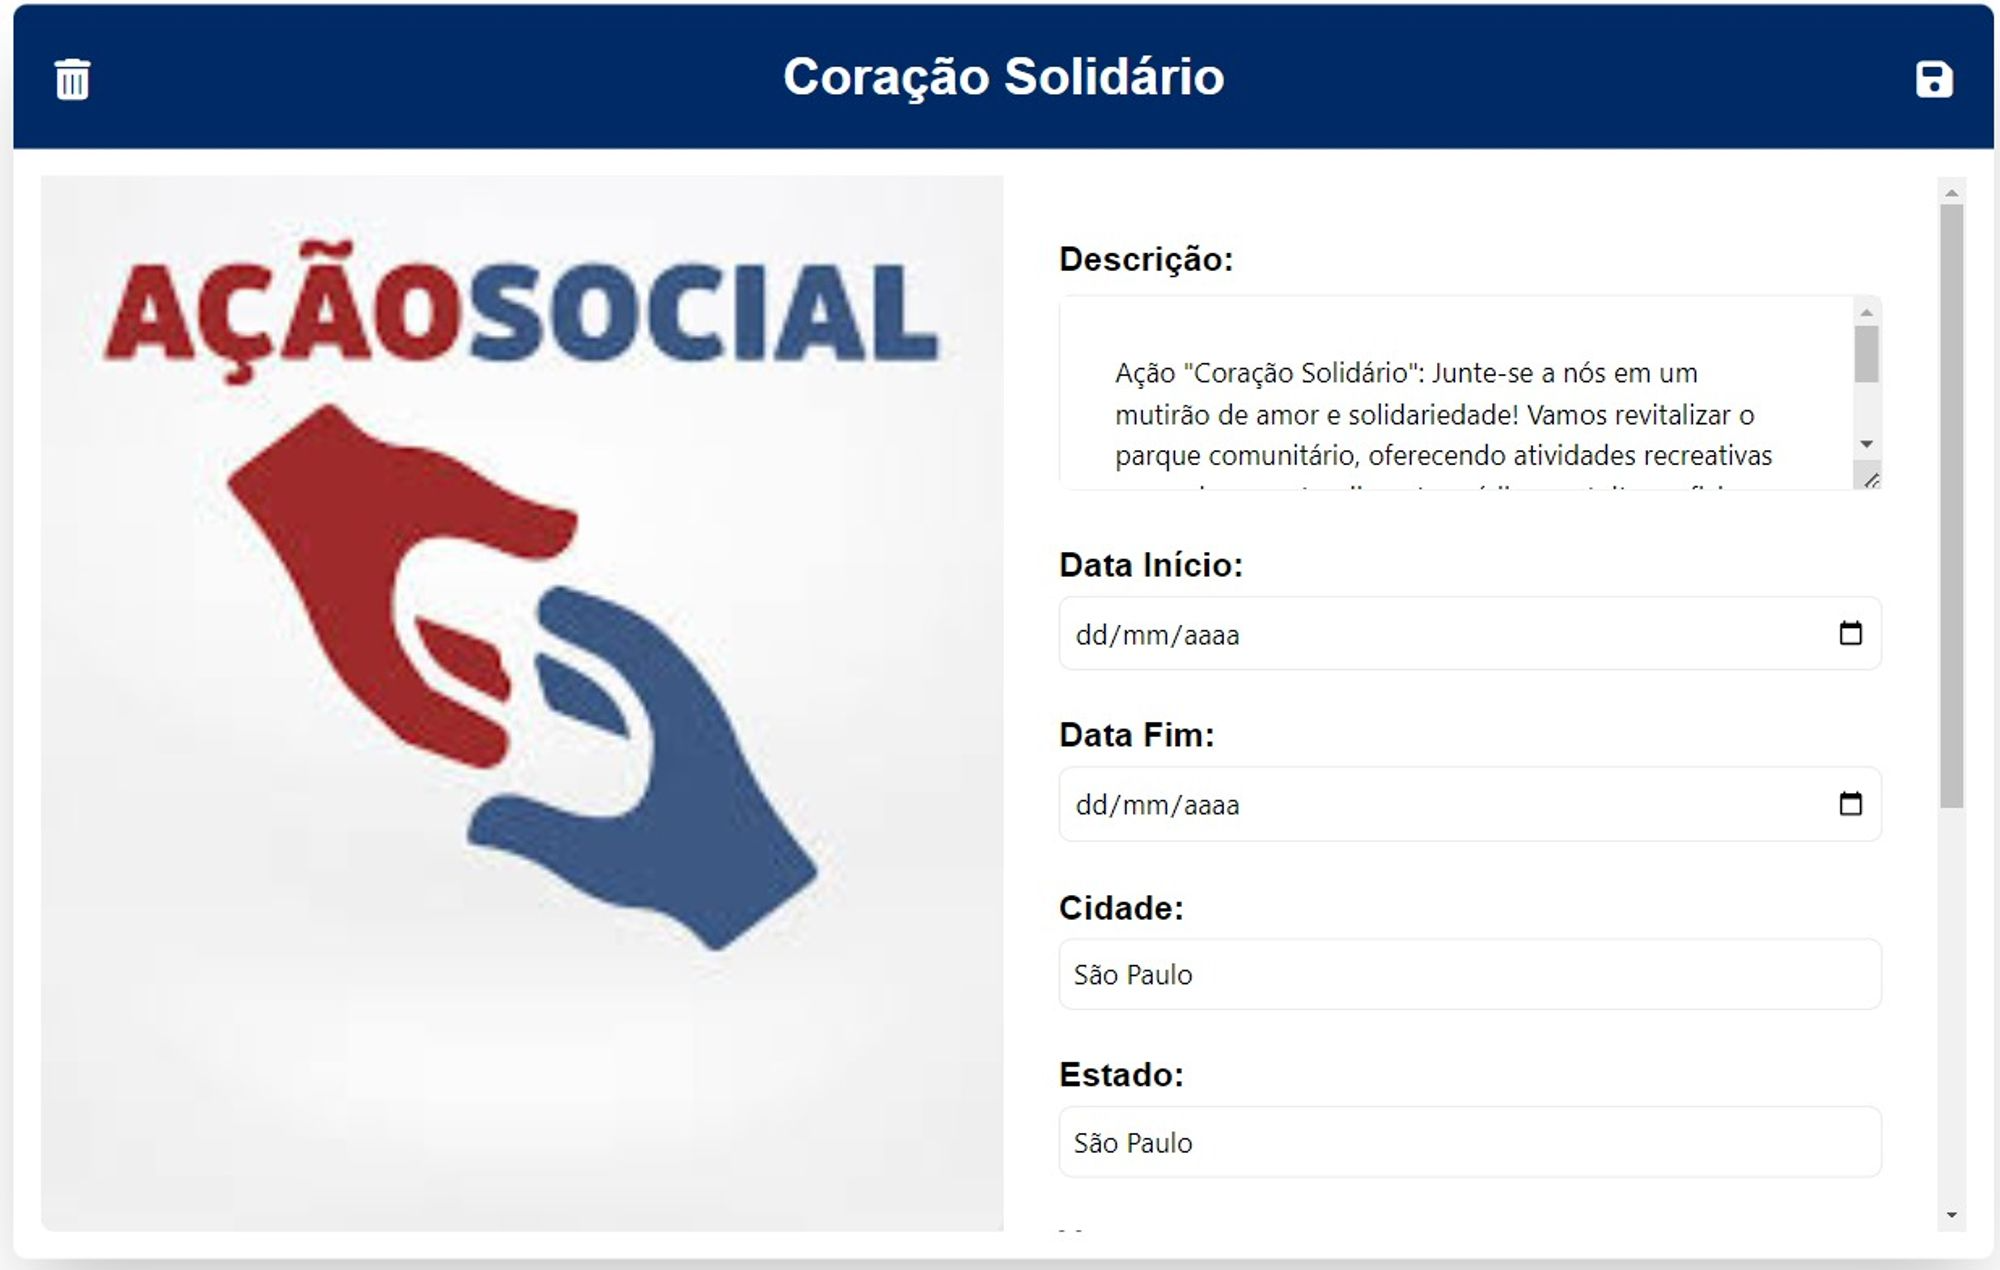 Coração Solidário
AÇÃOSOCIAL
Descrição:
Ação "Coração Solidário": Junte-se a nós em um
mutirão de amor e solidariedade! Vamos revitalizar o
parque comunitário, oferecendo atividades recreativas
Data Início:
dd/mm/aaaa
Data Fim:
dd/mm/aaaa
Cidade:
São Paulo
Estado:
São Paulo